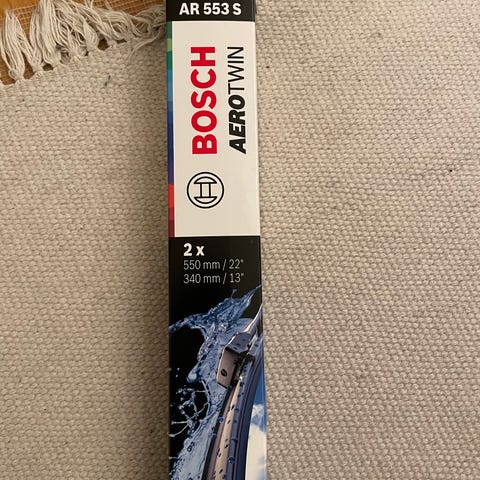 AR 553 S
BOSCH
AEROTWIN
2 x
550 mm / 22"
340 mm / 13"